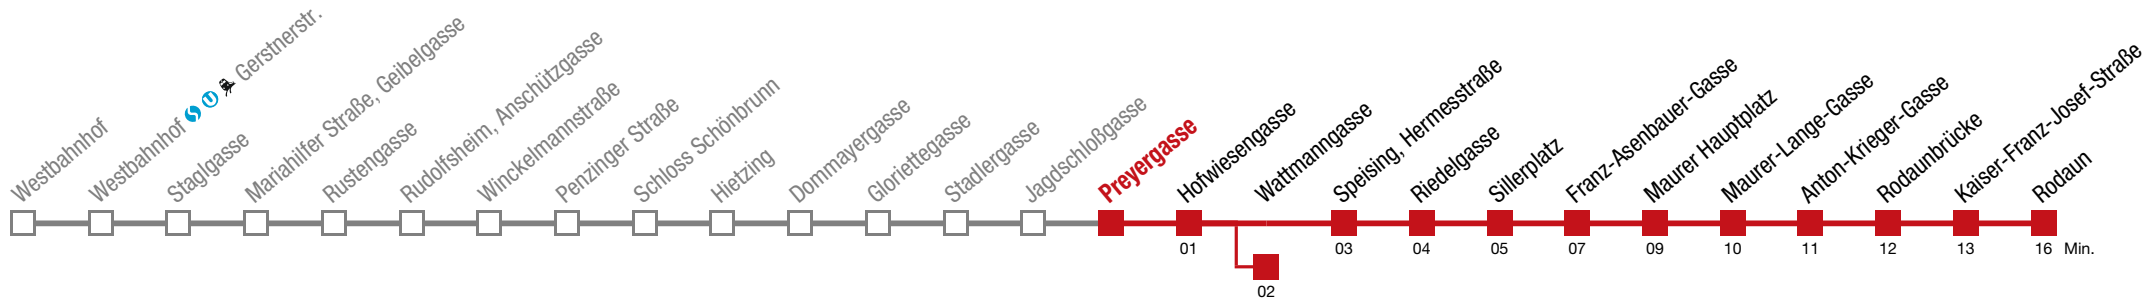 Westbahnhof
Westbahnhof S U Gerstnerstr.
Staglgasse
Mariahilfer Straße, Geibelgasse
Rustengasse
Rudolfsheim, Anschützgasse
Winckelmannstraße
Penzinger Straße
Schloss Schönbrunn
Hietzing
Dommayergasse
Gloriettegasse
Stadlergasse
Jagdschloßgasse
Preyergasse
Hofwiesengasse
Wattmanngasse
Speising, Hermesstraße
Riedelgasse
Sillerplatz
Franz-Asenbauer-Gasse
Maurer Hauptplatz
Maurer-Lange-Gasse
Anton-Krieger-Gasse
Rodaunbrücke
Kaiser-Franz-Josef-Straße
Rodaun
01 03 04 05 07 09 10 11 12 13 16 Min.
02